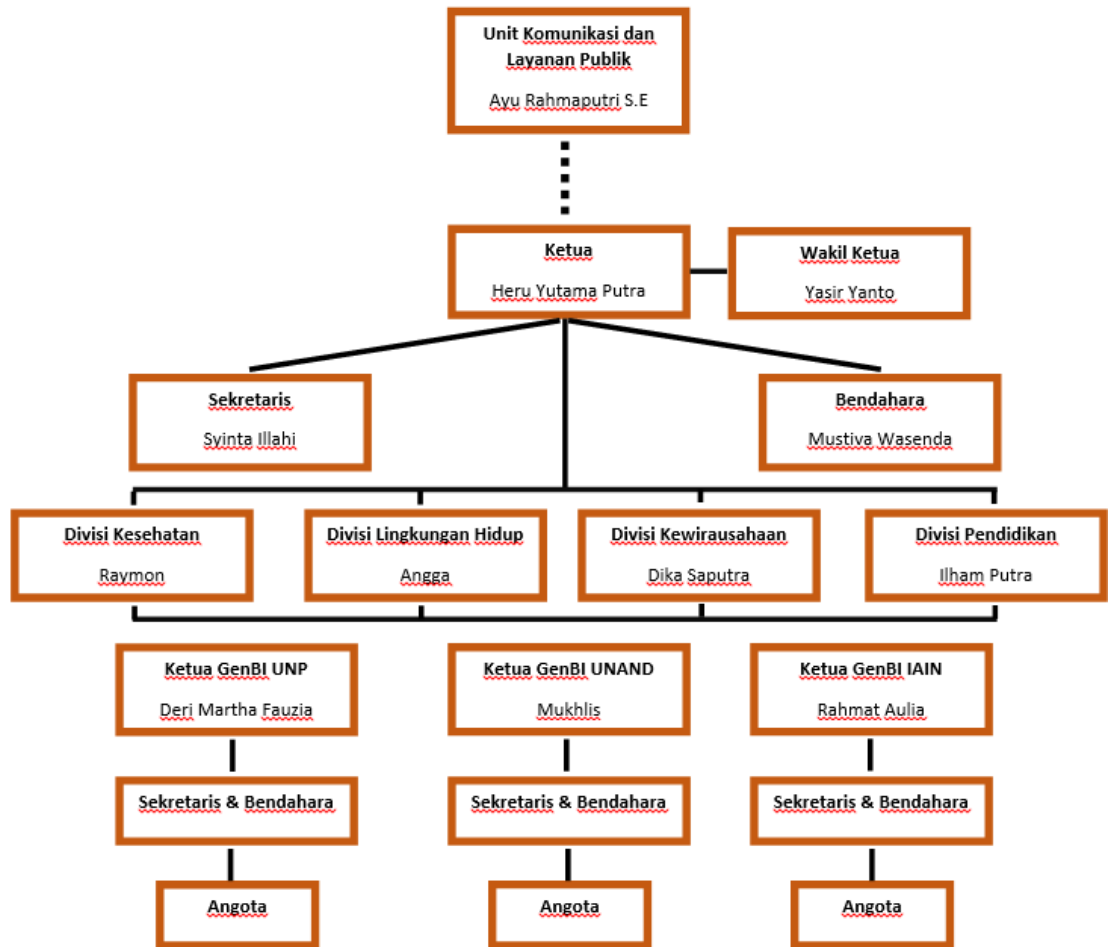 Unit Komunikasi dan
Layanan Publik
Ayu Rahmaputri S.E
Ketua
Heru Yutama Putra
Wakil Ketua
Yasir Yanto
Sekretaris
Syinta Illahi
Bendahara
Mustiva Wasenda
Divisi Kesehatan
Raymon
Divisi Lingkungan Hidup
Angga
Divisi Kewirausahaan
Dika Saputra
Divisi Pendidikan
Ilham Putra
Ketua GenBI UNP
Deri Martha Fauzia
Ketua GenBI UNAND
Mukhlis
Ketua GenBI IAIN
Rahmat Aulia
Sekretaris & Bendahara
Sekretaris & Bendahara
Sekretaris & Bendahara
Angota
Angota
Angota